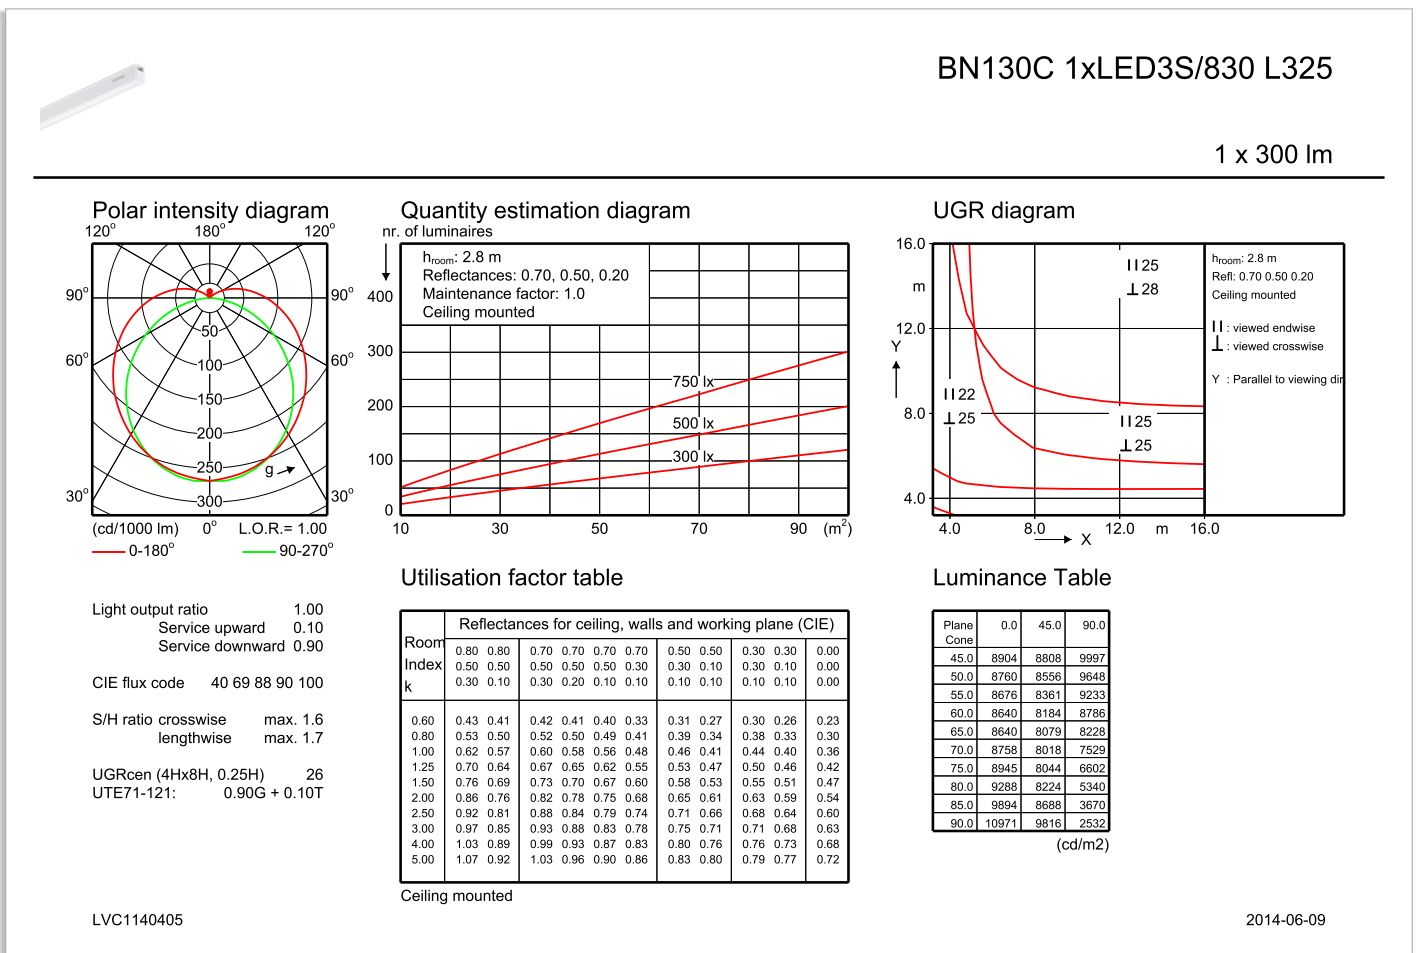 BN130C 1xLED3S/830 L325
1 x 300 lm
Polar intensity diagram
120° 180° 120°
90° 90°
60° 60°
30° 30°
50
100
150
200
250
300
g
(cd/1000 lm) 0° L.O.R.= 1.00
0-180° 90-270°
Light output ratio 1.00
Service upward 0.10
Service downward 0.90
CIE flux code 40 69 88 90 100
S/H ratio crosswise max. 1.6
lengthwise max. 1.7
UGRcen (4Hx8H, 0.25H) 26
UTE71-121: 0.90G + 0.10T
Quantity estimation diagram
nr. of luminaires
hroom: 2.8 m
Reflectances: 0.70, 0.50, 0.20
Maintenance factor: 1.0
Ceiling mounted
400
300
200
100
0
750 lx
500 lx
300 lx
10 30 50 70 90 (m²)
Utilisation factor table
Reflectances for ceiling, walls and working plane (CIE)
Room
Index
k
0.80 0.80 0.70 0.70 0.70 0.70 0.50 0.50 0.30 0.30 0.00
0.50 0.50 0.50 0.50 0.50 0.30 0.30 0.10 0.30 0.10 0.00
0.30 0.10 0.30 0.20 0.10 0.10 0.10 0.10 0.10 0.10 0.00
0.60 0.43 0.41 0.42 0.41 0.40 0.33 0.31 0.27 0.30 0.26 0.23
0.80 0.53 0.50 0.52 0.50 0.49 0.41 0.39 0.34 0.38 0.33 0.30
1.00 0.62 0.57 0.60 0.58 0.56 0.48 0.46 0.41 0.44 0.40 0.36
1.25 0.70 0.64 0.67 0.65 0.62 0.55 0.53 0.47 0.50 0.46 0.42
1.50 0.76 0.69 0.73 0.70 0.67 0.60 0.58 0.53 0.55 0.51 0.47
2.00 0.86 0.76 0.82 0.78 0.75 0.68 0.65 0.61 0.63 0.59 0.54
2.50 0.92 0.81 0.88 0.84 0.79 0.74 0.71 0.66 0.68 0.64 0.60
3.00 0.97 0.85 0.93 0.88 0.83 0.78 0.75 0.71 0.71 0.68 0.63
4.00 1.03 0.89 0.99 0.93 0.87 0.83 0.80 0.76 0.76 0.73 0.68
5.00 1.07 0.92 1.03 0.96 0.90 0.86 0.83 0.80 0.79 0.77 0.72
Ceiling mounted
UGR diagram
16.0
m
12.0
Y
8.0
4.0
||25
⊥28
||22
⊥25
||25
⊥25
4.0 8.0 12.0 m 16.0
X
hroom: 2.8 m
Refl: 0.70 0.50 0.20
Ceiling mounted
|| : viewed endwise
⊥ : viewed crosswise
Y : Parallel to viewing dir.
Luminance Table
Plane 0.0 45.0 90.0
Cone
45.0 8904 8808 9997
50.0 8760 8556 9648
55.0 8676 8361 9233
60.0 8640 8184 8786
65.0 8640 8079 8228
70.0 8758 8018 7529
75.0 8945 8044 6602
80.0 9288 8224 5340
85.0 9894 8688 3670
90.0 10971 9816 2532
(cd/m2)
LVC1140405
2014-06-09